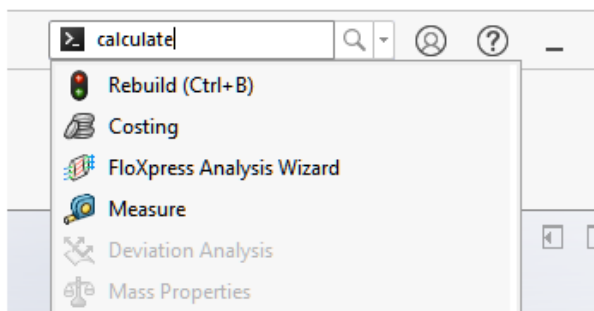 calculate
Rebuild (Ctrl+B)
Costing
FloXpress Analysis Wizard
Measure
Deviation Analysis
Mass Properties